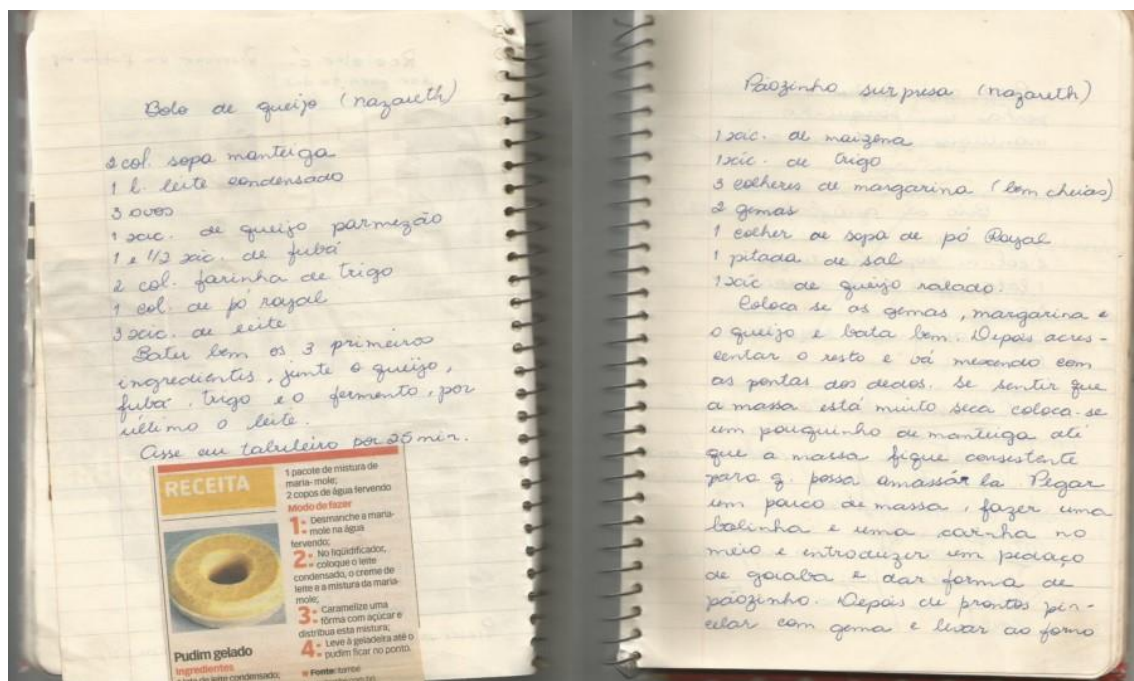 Bolo de queijo (nazareth)
2 col. sopa manteiga
1 l. leite condensado
3 ovos
1 xic. de queijo parmezão
1 e 1/2 xic. de fubá
2 col. farinha de trigo
1 col. de pó royal
3 xic. de leite
Bater bem os 3 primeiros
ingredientes, junte o queijo,
fubá, trigo e o fermento, por
último o leite.
Asse em tabuleiro por 25 min.
RECEITA
Pudim gelado
Ingredientes
de leite condensado;
1 pacote de mistura de
maria-mole;
2 copos de água fervendo
Modo de fazer
1: Desmanche a maria-
mole na água
fervendo;
2: No liqüidificador,
coloque o leite
condensado, o creme de
leite e a mistura da maria-
mole;
3: Caramelize uma
fôrma com açúcar e
distribua esta mistura;
4: Leve à geladeira até o
pudim ficar no ponto.
Fonte:
Pãozinho surpresa (nazareth)
1 xíc. de maizena
1 xíc. de trigo
3 colheres de margarina (bem cheias)
2 gemas
1 colher de sopa de pó Royal
1 pitada de sal
1 xíc de queijo ralado.
Coloca se as gemas, margarina e
o queijo e bata bem. Depois acres-
centar o resto e vá mexendo com
as pontas dos dedos. Se sentir que
a massa está muito seca coloca-se
um pouquinho de manteiga até
que a massa fique consistente
para q. possa amassár la. Pegar
um pouco de massa, fazer uma
bolinha e uma covinha no
meio e introduzir um pedaço
de goiaba e dar forma de
pãozinho. Depois de prontos pin-
celar com gema e levar ao forno